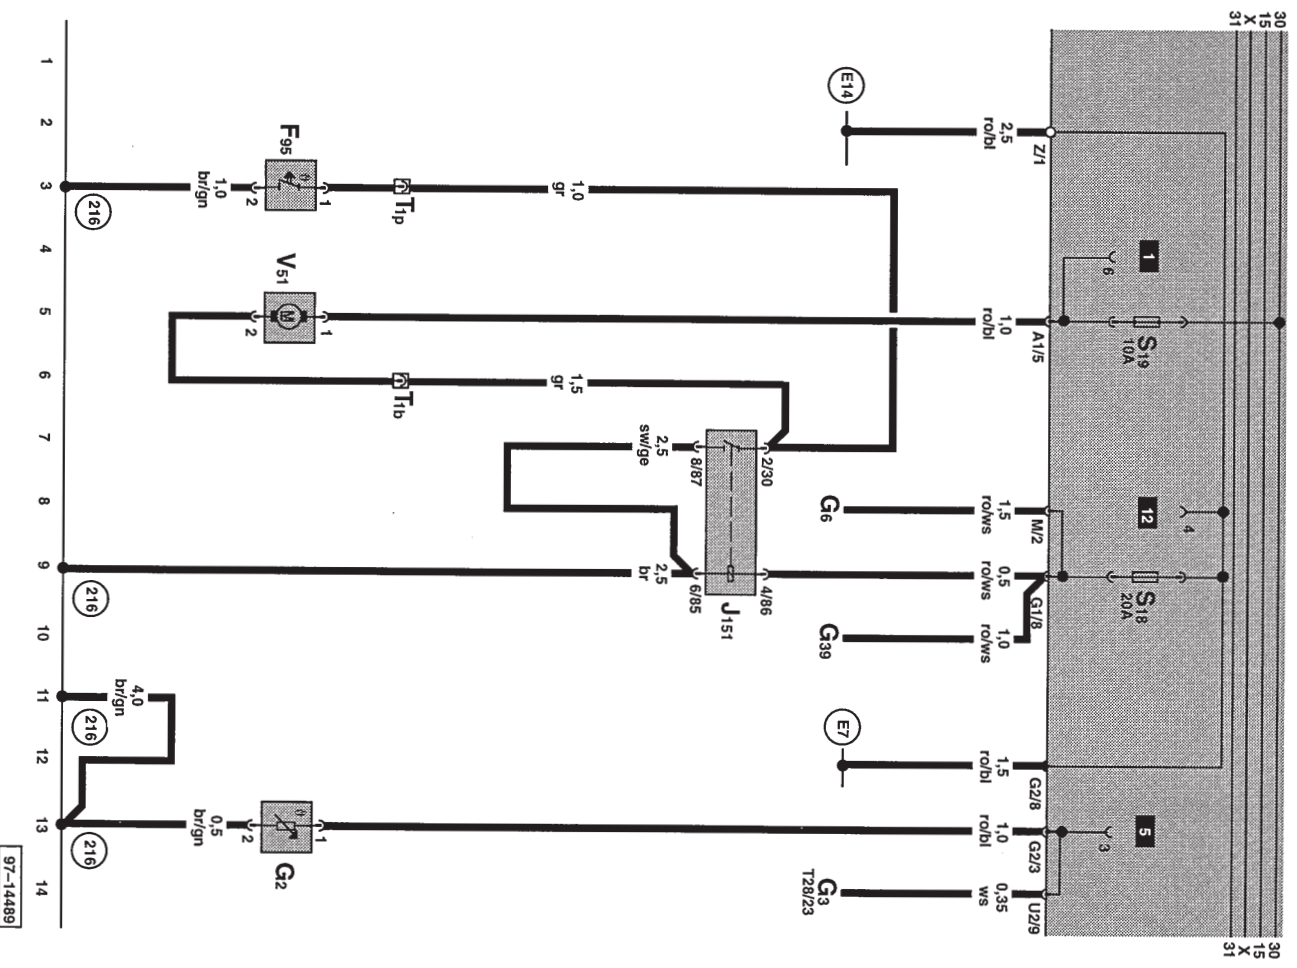 30
15
X
31
30
15
X
31
1
6
S19
10A
12
4
S18
20A
5
3
Z/1
A1/5
M/2
G1/8
G2/8
G2/3
U2/9
2,5
ro/bl
1,0
ro/bl
1,5
ro/ws
0,5
ro/ws
1,0
ro/ws
1,5
ro/bl
1,0
ro/bl
0,35
ws
E14
G6
G39
E7
G3
T28/23
2/30
4/86
J151
8/87
6/85
2,5
sw/ge
2,5
br
1,0
gr
1,5
gr
T1p
T1b
F95
1
2
V51
1
M
2
G2
1
2
1,0
br/gn
4,0
br/gn
0,5
br/gn
216
216
216
216
1
2
3
4
5
6
7
8
9
10
11
12
13
14
97-14489